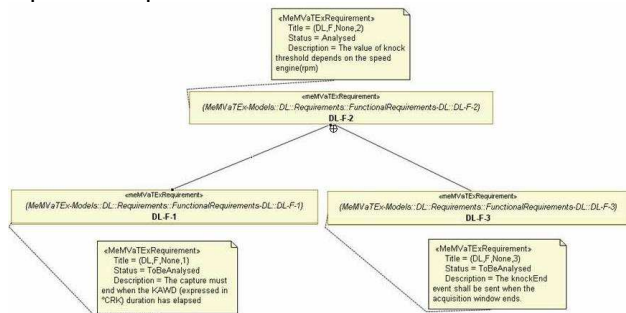 «MeMVaTExRequirement»
Title = (DL,F,None,2)
Status = Analysed
Description = The value of knock
threshold depends on the speed
engine(rpm)
«meMVaTExRequirement»
(MeMVaTEx-Models::DL::Requirements::FunctionalRequirements-DL::DL-F-2)
DL-F-2
«meMVaTExRequirement»
(MeMVaTEx-Models::DL::Requirements::FunctionalRequirements-DL::DL-F-1)
DL-F-1
«meMVaTExRequirement»
(MeMVaTEx-Models::DL::Requirements::FunctionalRequirements-DL::DL-F-3)
DL-F-3
«MeMVaTExRequirement»
Title = (DL,F,None,1)
Status = ToBeAnalysed
Description = The capture must
end when the KAWD (expressed in
°CRK) duration has elapsed
«MeMVaTExRequirement»
Title = (DL,F,None,3)
Status = ToBeAnalysed
Description = The knockEnd
event shall be sent when the
acquisition window ends.